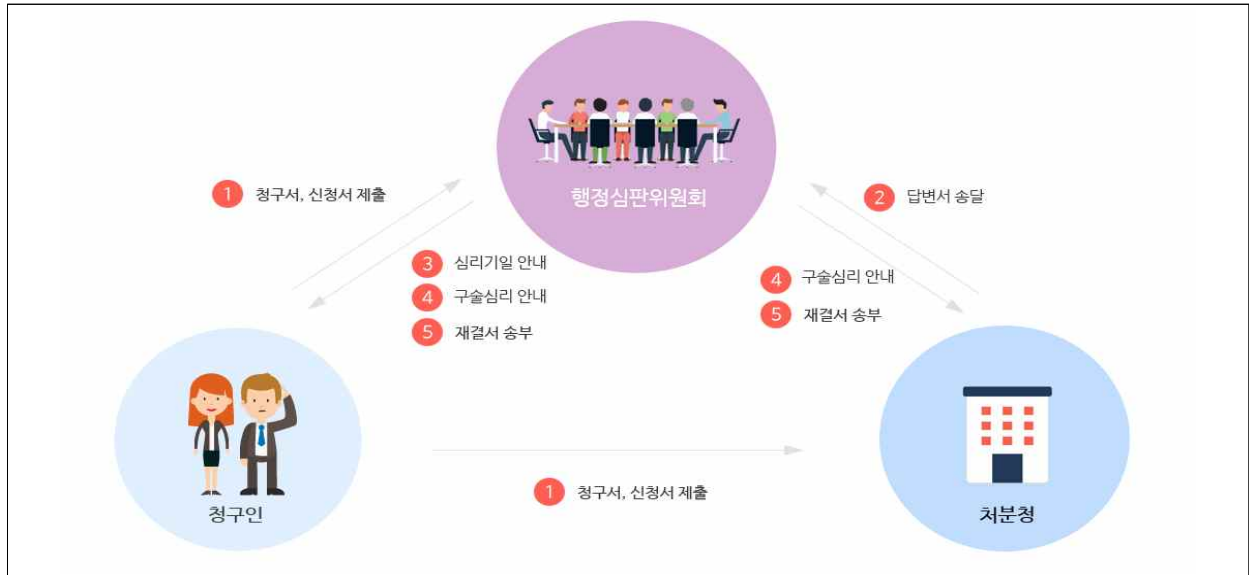 행정심판위원회
1 청구서, 신청서 제출
2 답변서 송달
3 심리기일 안내
4 구술심리 안내
5 재결서 송부
4 구술심리 안내
5 재결서 송부
청구인
1 청구서, 신청서 제출
처분청